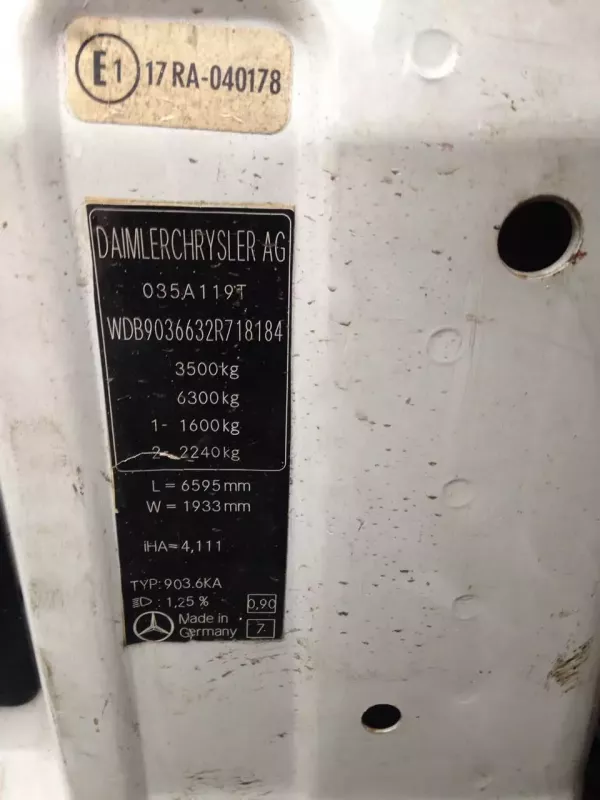 E1 17 RA-040178
DAIMLERCHRYSLER AG
035A119T
WDB9036632R718184
3500kg
6300kg
1- 1600kg
2- 2240kg
L = 6595mm
W = 1933mm
iHA=4,111
TYP: 903.6KA
: 1,25 % 0,90
Made in
Germany 7.